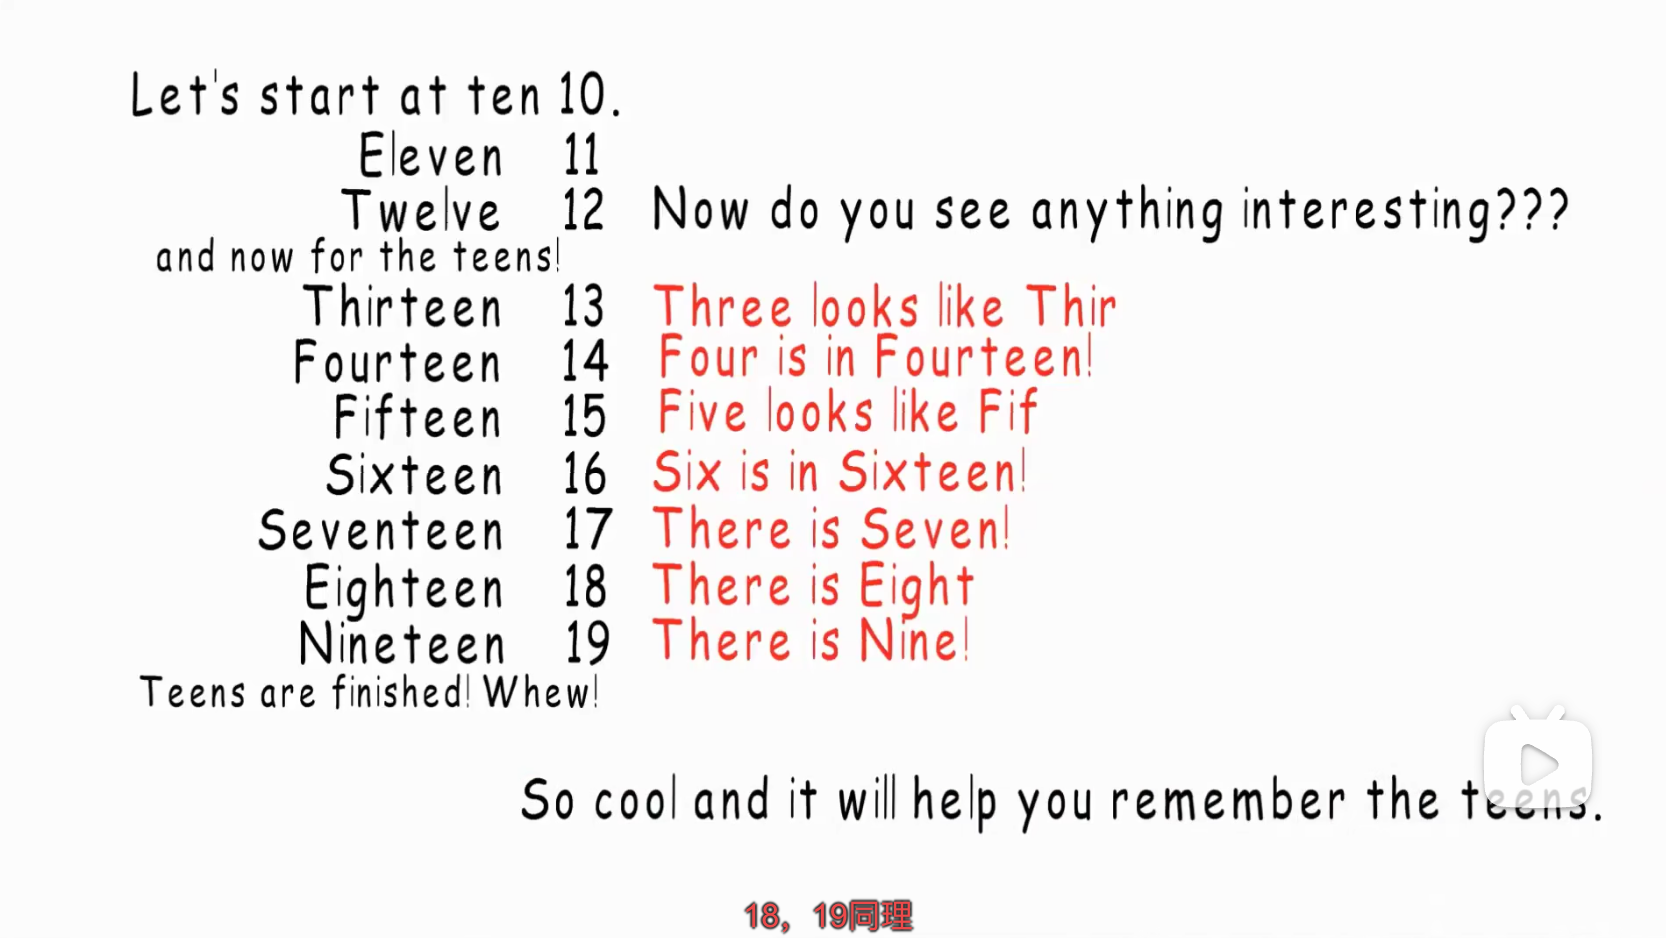 Let's start at ten 10.
Eleven 11
Twelve 12 Now do you see anything interesting???
and now for the teens!
Thirteen 13 Three looks like Thir
Fourteen 14 Four is in Fourteen!
Fifteen 15 Five looks like Fif
Sixteen 16 Six is in Sixteen!
Seventeen 17 There is Seven!
Eighteen 18 There is Eight
Nineteen 19 There is Nine!
Teens are finished! Whew!
So cool and it will help you remember the teens.
18，19同理